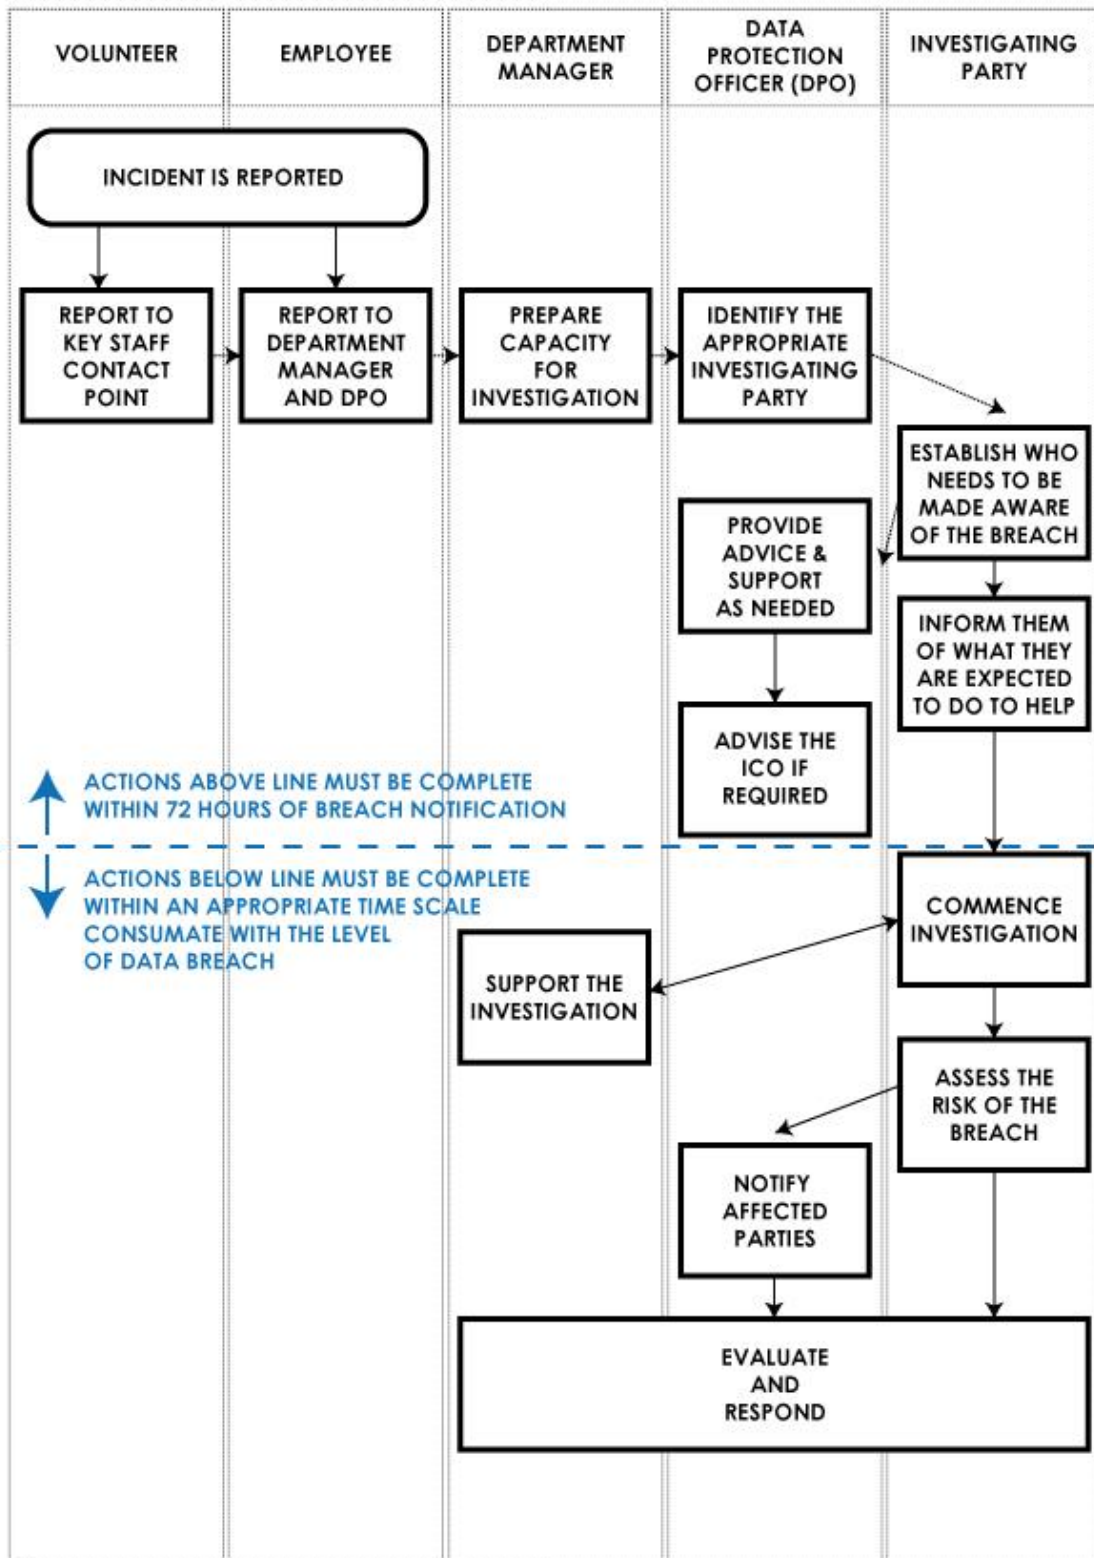 VOLUNTEER
EMPLOYEE
DEPARTMENT
MANAGER
DATA
PROTECTION
OFFICER (DPO)
INVESTIGATING
PARTY
INCIDENT IS REPORTED
REPORT TO
KEY STAFF
CONTACT
POINT
REPORT TO
DEPARTMENT
MANAGER
AND DPO
PREPARE
CAPACITY
FOR
INVESTIGATION
IDENTIFY THE
APPROPRIATE
INVESTIGATING
PARTY
ESTABLISH WHO
NEEDS TO BE
MADE AWARE
OF THE BREACH
PROVIDE
ADVICE &
SUPPORT
AS NEEDED
INFORM THEM
OF WHAT THEY
ARE EXPECTED
TO DO TO HELP
ADVISE THE
ICO IF
REQUIRED
ACTIONS ABOVE LINE MUST BE COMPLETE
WITHIN 72 HOURS OF BREACH NOTIFICATION
ACTIONS BELOW LINE MUST BE COMPLETE
WITHIN AN APPROPRIATE TIME SCALE
CONSUMATE WITH THE LEVEL
OF DATA BREACH
COMMENCE
INVESTIGATION
SUPPORT THE
INVESTIGATION
ASSESS THE
RISK OF THE
BREACH
NOTIFY
AFFECTED
PARTIES
EVALUATE
AND
RESPOND